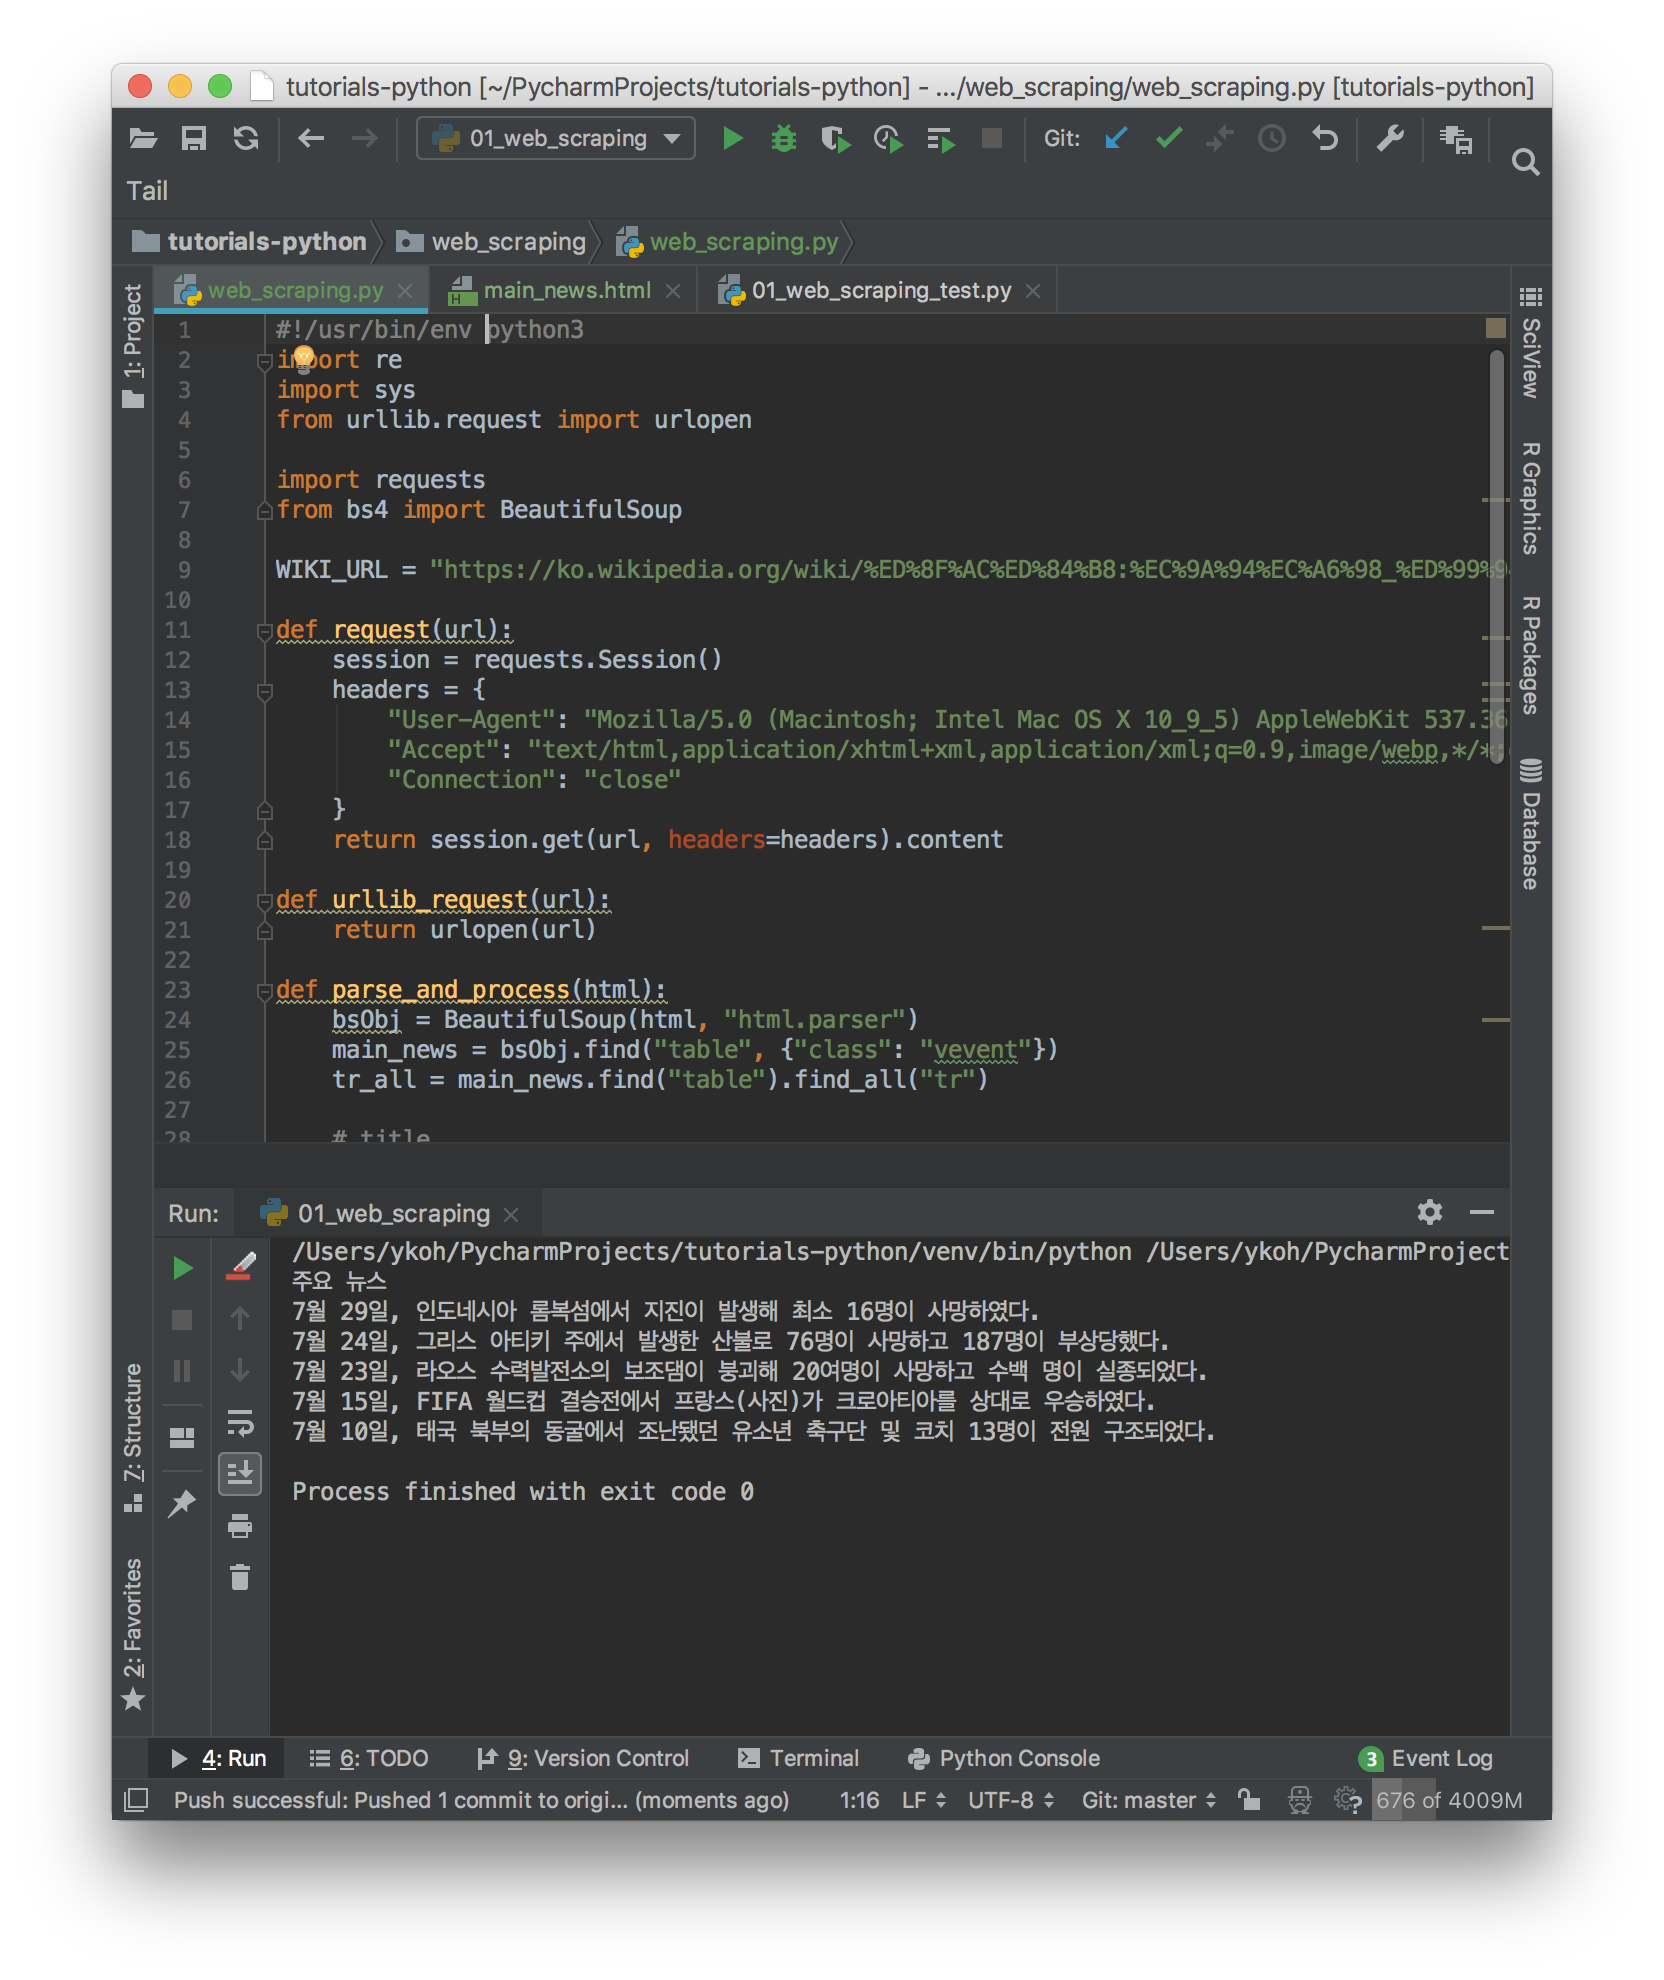 tutorials-python [~/PycharmProjects/tutorials-python] - .../web_scraping/web_scraping.py [tutorials-python]
01_web_scraping
Git:
Tail
tutorials-python web_scraping web_scraping.py
web_scraping.py main_news.html 01_web_scraping_test.py
1: Project
7: Structure
2: Favorites
1 #!/usr/bin/env python3
2 import re
3 import sys
4 from urllib.request import urlopen
5
6 import requests
7 from bs4 import BeautifulSoup
8
9 WIKI_URL = "https://ko.wikipedia.org/wiki/%ED%8F%AC%ED%84%B8:%EC%9A%94%EC%A6%98_%ED%99%94
10
11 def request(url):
12 session = requests.Session()
13 headers = {
14 "User-Agent": "Mozilla/5.0 (Macintosh; Intel Mac OS X 10_9_5) AppleWebKit 537.36
15 "Accept": "text/html,application/xhtml+xml,application/xml;q=0.9,image/webp,*/*;
16 "Connection": "close"
17 }
18 return session.get(url, headers=headers).content
19
20 def urllib_request(url):
21 return urlopen(url)
22
23 def parse_and_process(html):
24 bsObj = BeautifulSoup(html, "html.parser")
25 main_news = bsObj.find("table", {"class": "vevent"})
26 tr_all = main_news.find("table").find_all("tr")
27
28 # title
SciView
R Graphics
R Packages
Database
Run: 01_web_scraping
/Users/ykoh/PycharmProjects/tutorials-python/venv/bin/python /Users/ykoh/PycharmProject
주요 뉴스
7월 29일, 인도네시아 롬복섬에서 지진이 발생해 최소 16명이 사망하였다.
7월 24일, 그리스 아티키 주에서 발생한 산불로 76명이 사망하고 187명이 부상당했다.
7월 23일, 라오스 수력발전소의 보조댐이 붕괴해 20여명이 사망하고 수백 명이 실종되었다.
7월 15일, FIFA 월드컵 결승전에서 프랑스(사진)가 크로아티아를 상대로 우승하였다.
7월 10일, 태국 북부의 동굴에서 조난됐던 유소년 축구단 및 코치 13명이 전원 구조되었다.
Process finished with exit code 0
4: Run 6: TODO 9: Version Control Terminal Python Console 3 Event Log
Push successful: Pushed 1 commit to origi... (moments ago) 1:16 LF UTF-8 Git: master 676 of 4009M